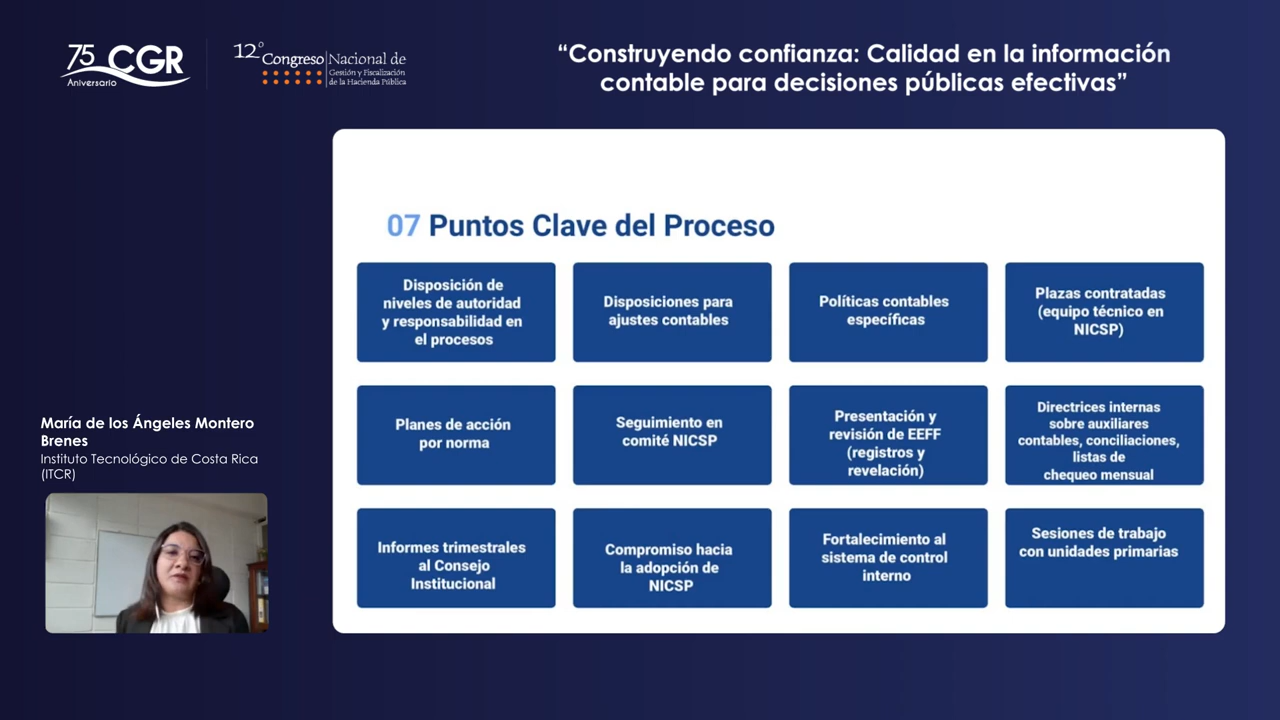 75 CGR
Aniversario
12° Congreso Nacional de
Gestión y Fiscalización
de la Hacienda Pública
“Construyendo confianza: Calidad en la información
contable para decisiones públicas efectivas”
07 Puntos Clave del Proceso
Disposición de
niveles de autoridad
y responsabilidad en
el procesos
Disposiciones para
ajustes contables
Políticas contables
específicas
Plazas contratadas
(equipo técnico en
NICSP)
Planes de acción
por norma
Seguimiento en
comité NICSP
Presentación y
revisión de EEFF
(registros y
revelación)
Directrices internas
sobre auxiliares
contables, conciliaciones,
listas de
chequeo mensual
Informes trimestrales
al Consejo
Institucional
Compromiso hacia
la adopción de
NICSP
Fortalecimiento al
sistema de control
interno
Sesiones de trabajo
con unidades primarias
María de los Ángeles Montero
Brenes
Instituto Tecnológico de Costa Rica
(ITCR)